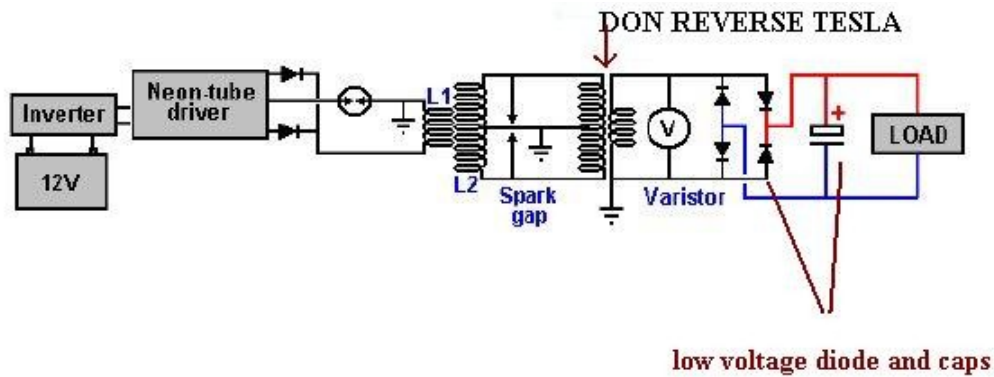 DON REVERSE TESLA
Neon-tube
driver
Inverter
12V
L1
L2
Spark
gap
V
Varistor
+
LOAD
low voltage diode and caps